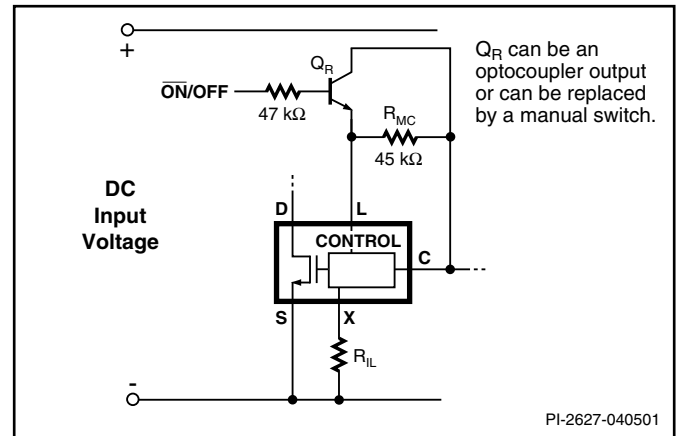 +
Q_R
ON/OFF
47 kΩ
R_MC
45 kΩ
Q_R can be an
optocoupler output
or can be replaced
by a manual switch.
DC
Input
Voltage
D
L
CONTROL
C
S
X
R_IL
-
PI-2627-040501